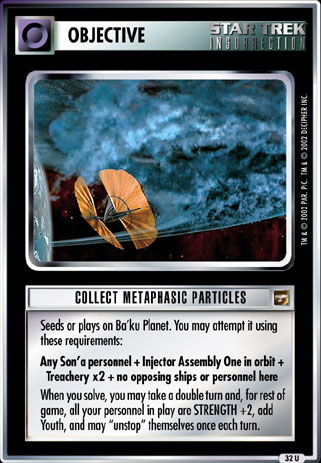 OBJECTIVE
STAR TREK
INSURRECTION
™ & © 2002 PAR. PIC. TM & © 2002 DECIPHER INC.
COLLECT METAPHASIC PARTICLES
Seeds or plays on Ba'ku Planet. You may attempt it using
these requirements:
Any Son'a personnel + Injector Assembly One in orbit +
Treachery x2 + no opposing ships or personnel here
When you solve, you may take a double turn and, for rest of
game, all your personnel in play are STRENGTH +2, add
Youth, and may "unstop" themselves once each turn.
32 U